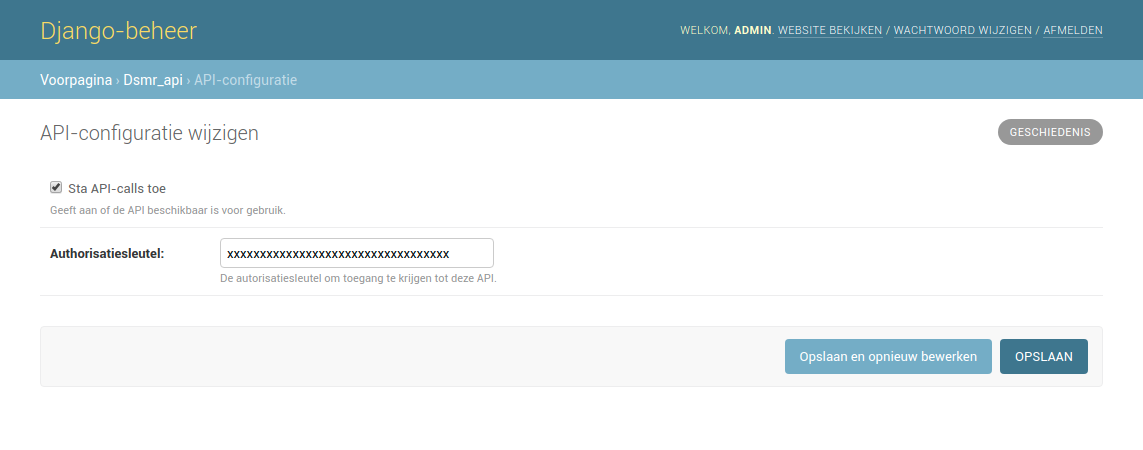 Django-beheer
WELKOM, ADMIN. WEBSITE BEKIJKEN / WACHTWOORD WIJZIGEN / AFMELDEN
Voorpagina › Dsmr_api › API-configuratie
API-configuratie wijzigen
GESCHIEDENIS
Sta API-calls toe
Geeft aan of de API beschikbaar is voor gebruik.
Authorisatiesleutel:
xxxxxxxxxxxxxxxxxxxxxxxxxxxxxxxxxx
De autorisatiesleutel om toegang te krijgen tot deze API.
Opslaan en opnieuw bewerken
OPSLAAN